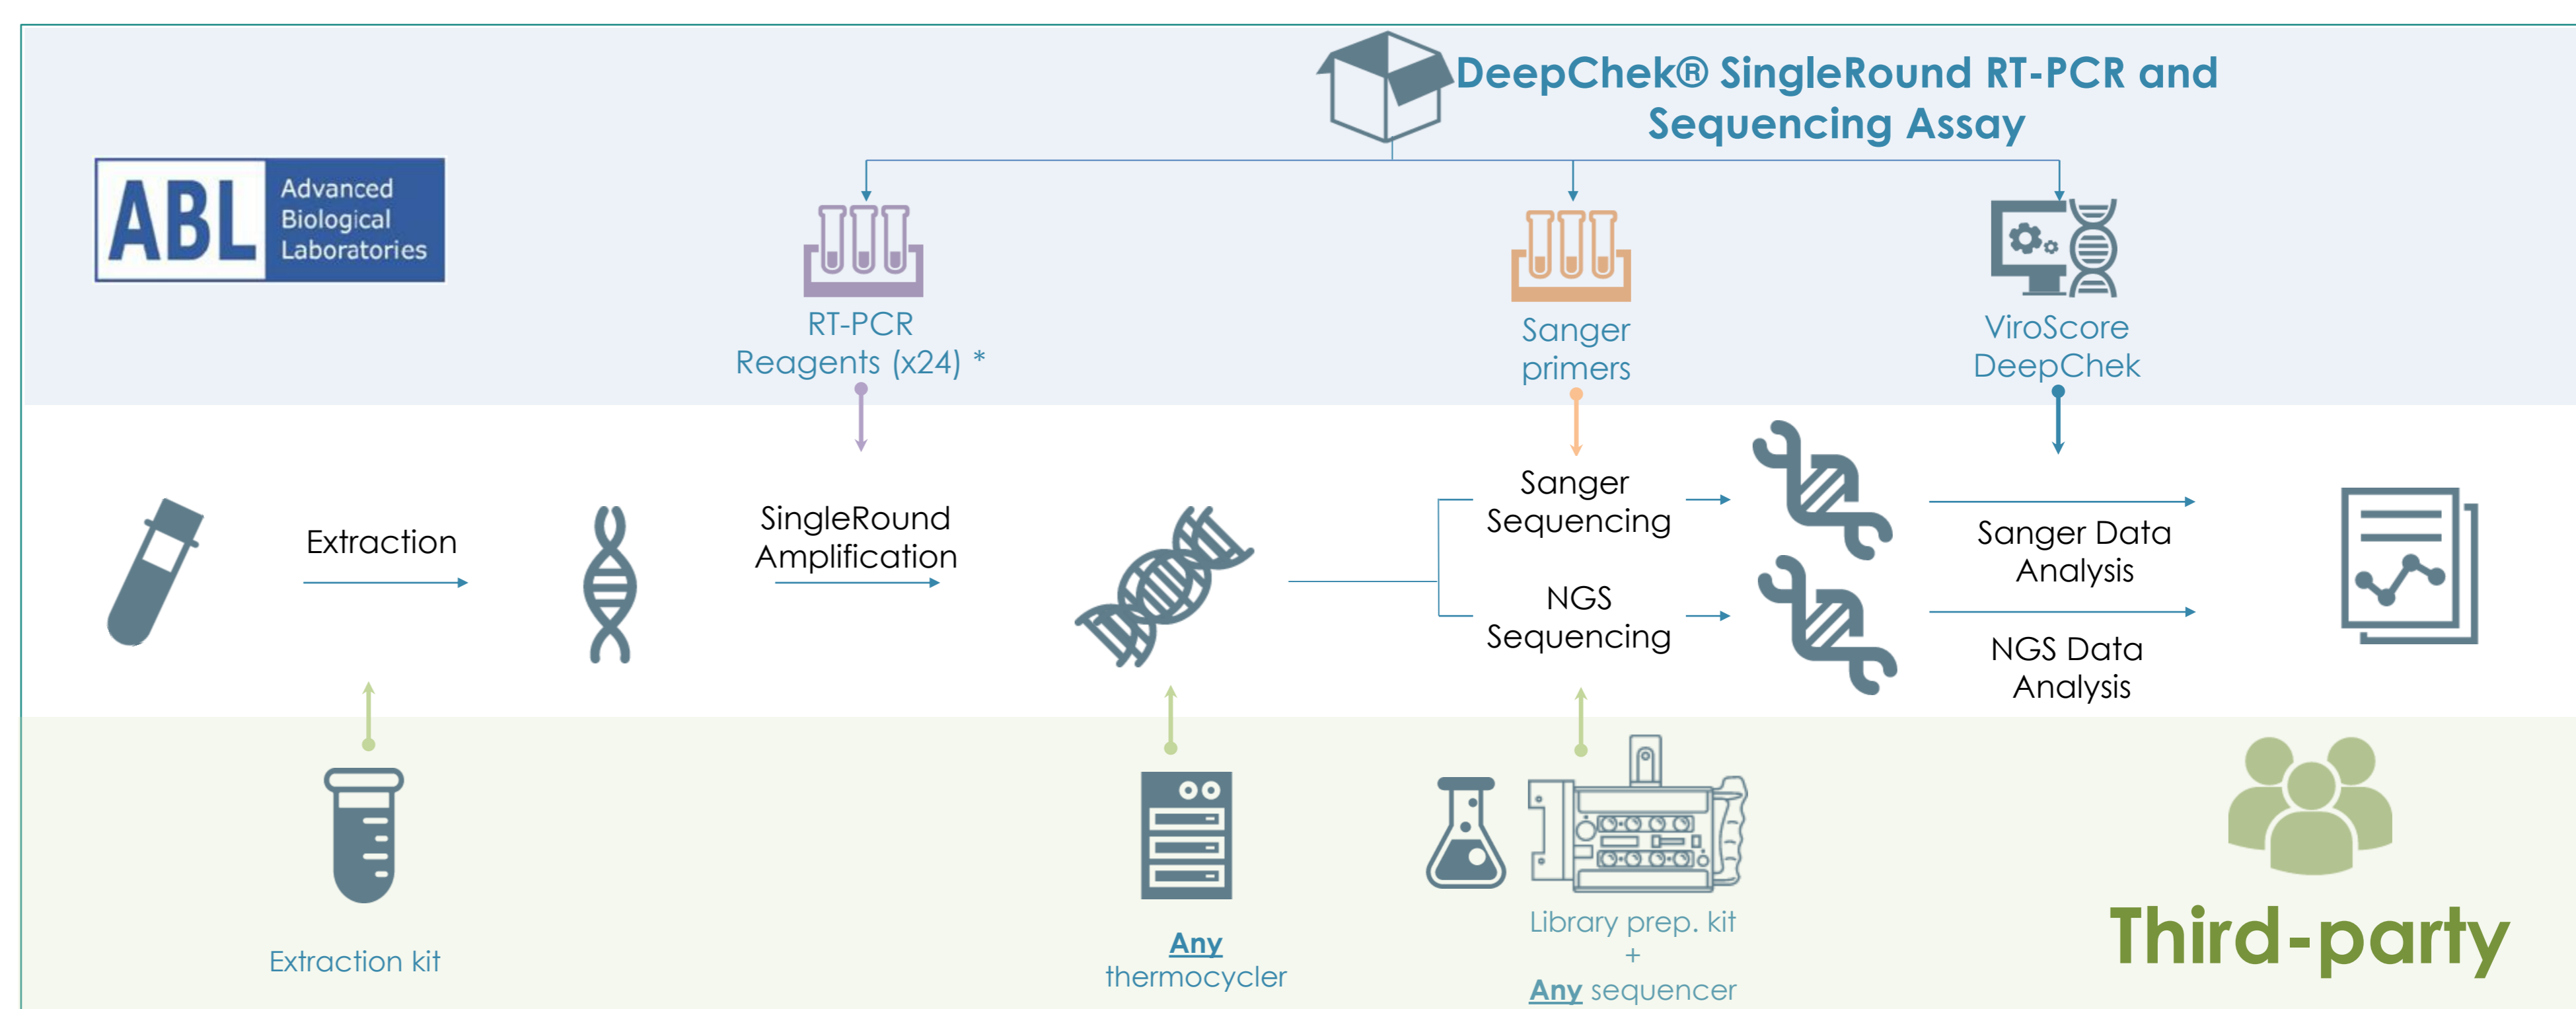 DeepChek® SingleRound RT-PCR and
Sequencing Assay
ABL
Advanced
Biological
Laboratories
RT-PCR
Reagents (x24) *
Sanger
primers
ViroScore
DeepChek
Extraction
SingleRound
Amplification
Sanger
Sequencing
NGS
Sequencing
Sanger Data
Analysis
NGS Data
Analysis
Extraction kit
Any
thermocycler
Library prep. kit
+
Any sequencer
Third-party